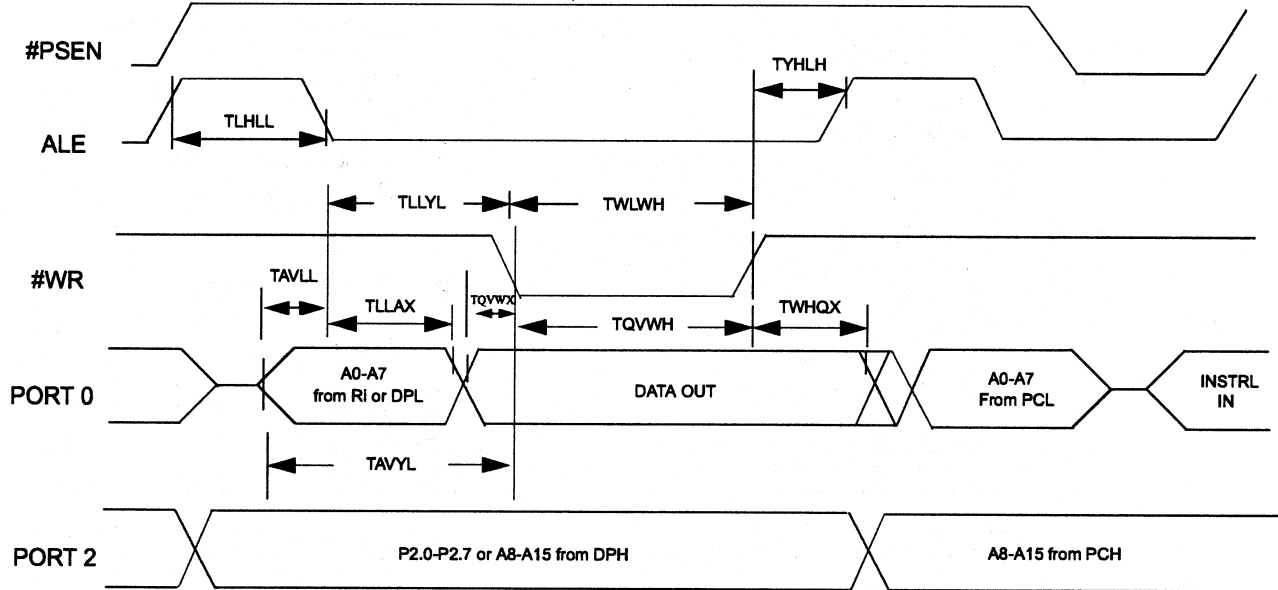 #PSEN
TYHLH
TLHLL
ALE
TLLYL
TWLWH
#WR
TAVLL
TLLAX
TQVWX
TQVWH
TWHQX
PORT 0
A0-A7
from Ri or DPL
DATA OUT
A0-A7
From PCL
INSTRL
IN
TAVYL
PORT 2
P2.0-P2.7 or A8-A15 from DPH
A8-A15 from PCH